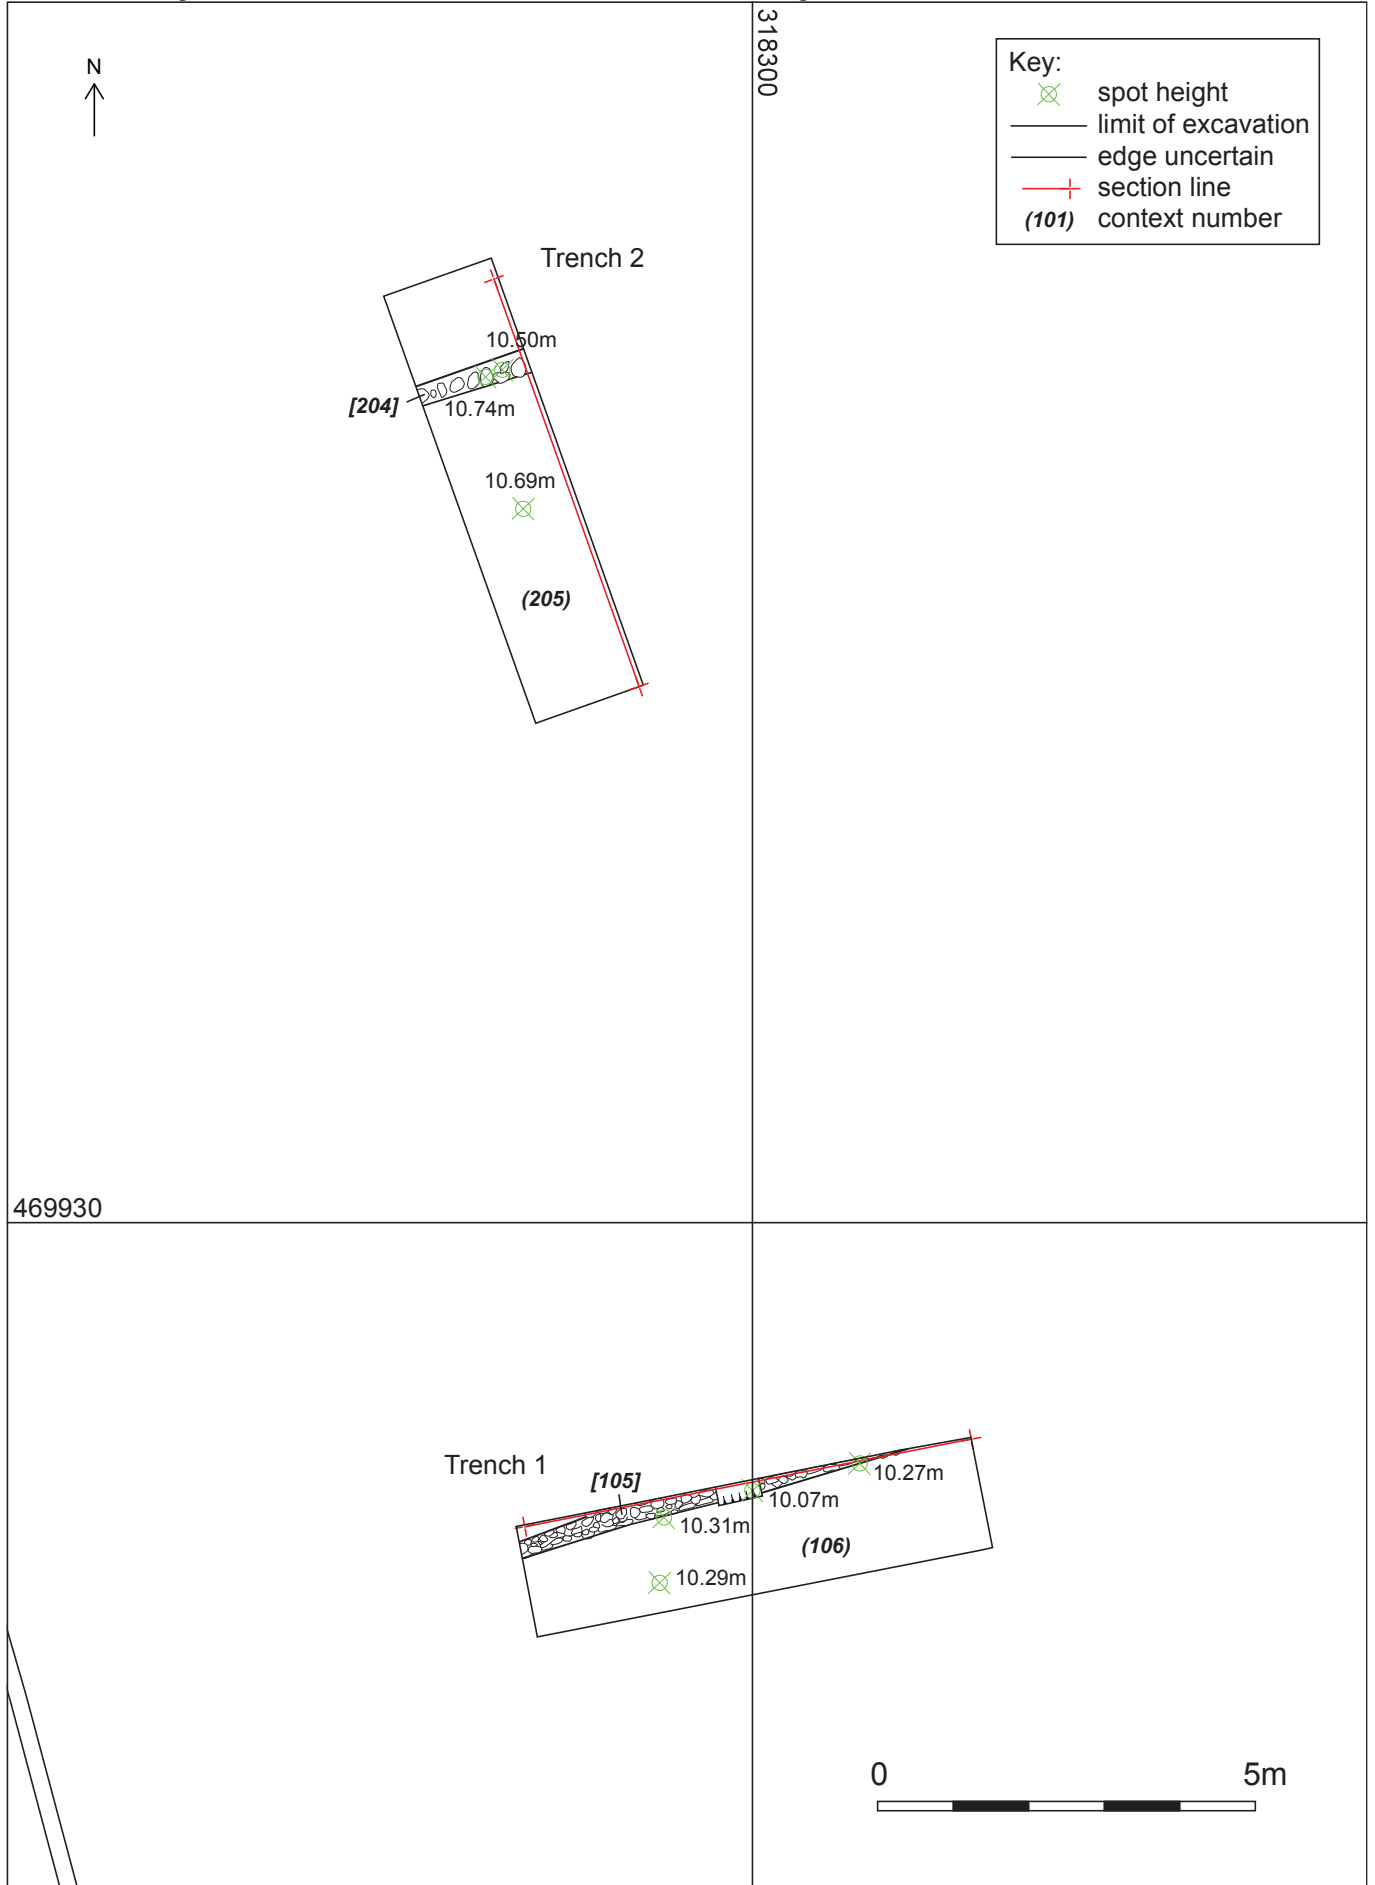 318300
N
Key:
spot height
limit of excavation
edge uncertain
section line
(101) context number
Trench 2
10.50m
[204]
10.74m
10.69m
(205)
469930
Trench 1
[105]
10.27m
10.07m
10.31m
(106)
10.29m
0 5m